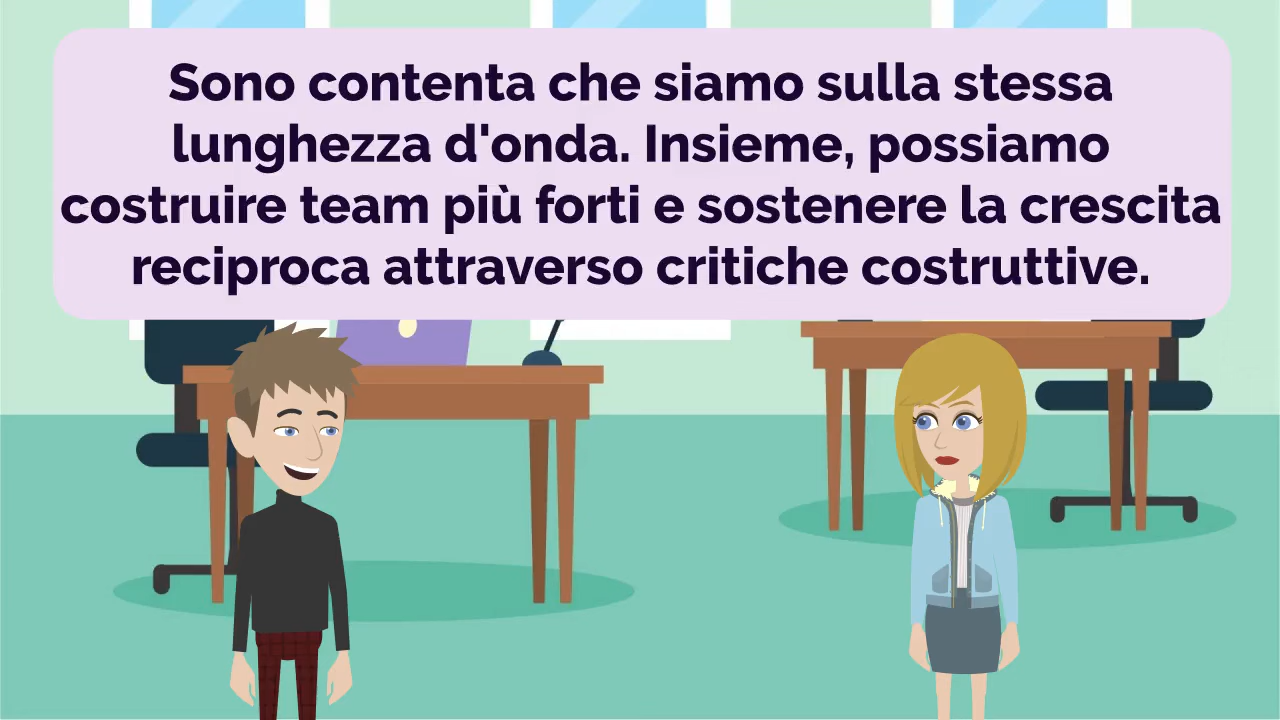 Sono contenta che siamo sulla stessa
lunghezza d'onda. Insieme, possiamo
costruire team più forti e sostenere la crescita
reciproca attraverso critiche costruttive.